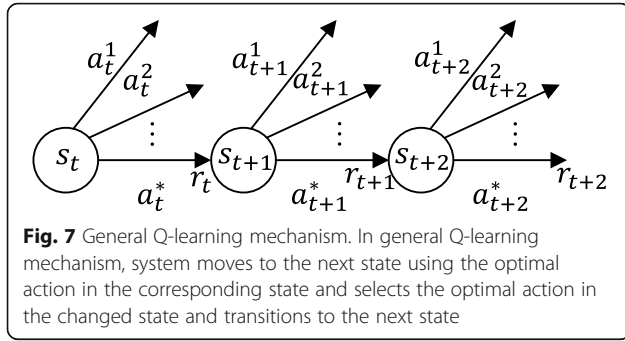 a_t^1 a_t^2 a_{t+1}^1 a_{t+1}^2 a_{t+2}^1 a_{t+2}^2
⋮ ⋮ ⋮
s_t s_{t+1} s_{t+2}
a_t^* r_t a_{t+1}^* r_{t+1} a_{t+2}^* r_{t+2}
Fig. 7 General Q-learning mechanism. In general Q-learning
mechanism, system moves to the next state using the optimal
action in the corresponding state and selects the optimal action in
the changed state and transitions to the next state